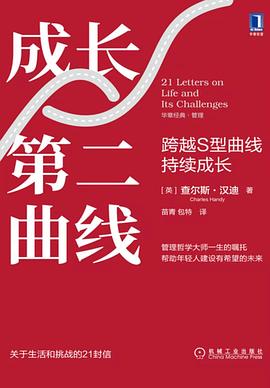 成长
第二
曲线
21 Letters on
Life and
Its Challenges
华章经典·管理
跨越S型曲线
持续成长
[英] 查尔斯·汉迪
Charles Handy
苗青 包特 译
管理哲学大师一生的嘱托
帮助年轻人建设有希望的未来
关于生活和挑战的21封信
机械工业出版社
CHINA MACHINE PRESS